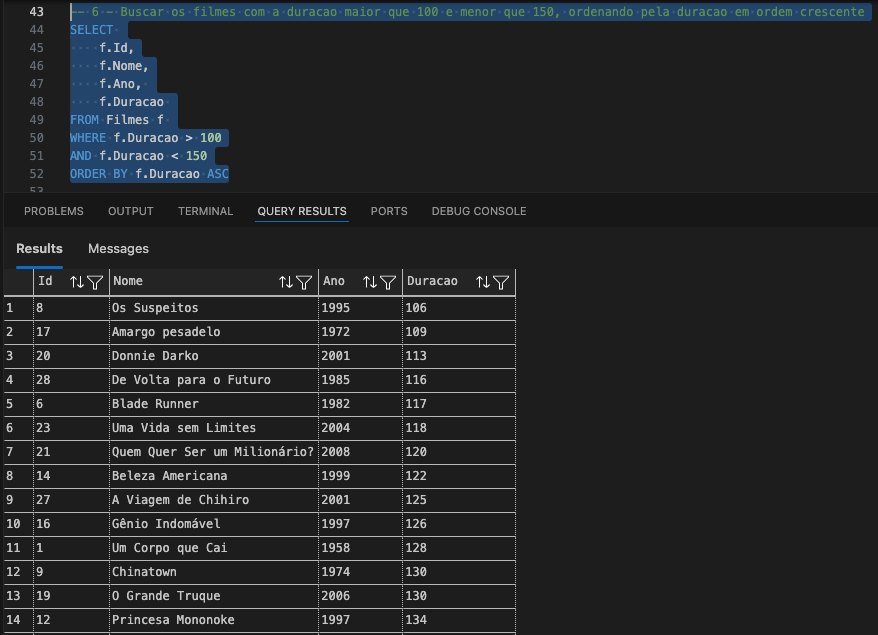 43 -- 6 - Buscar os filmes com a duracao maior que 100 e menor que 150, ordenando pela duracao em ordem crescente
44 SELECT
45 f.Id,
46 f.Nome,
47 f.Ano,
48 f.Duracao
49 FROM Filmes f
50 WHERE f.Duracao > 100
51 AND f.Duracao < 150
52 ORDER BY f.Duracao ASC
53
PROBLEMS OUTPUT TERMINAL QUERY RESULTS PORTS DEBUG CONSOLE
Results Messages
Id Nome Ano Duracao
1 8 Os Suspeitos 1995 106
2 17 Amargo pesadelo 1972 109
3 20 Donnie Darko 2001 113
4 28 De Volta para o Futuro 1985 116
5 6 Blade Runner 1982 117
6 23 Uma Vida sem Limites 2004 118
7 21 Quem Quer Ser um Milionário? 2008 120
8 14 Beleza Americana 1999 122
9 27 A Viagem de Chihiro 2001 125
10 16 Gênio Indomável 1997 126
11 1 Um Corpo que Cai 1958 128
12 9 Chinatown 1974 130
13 19 O Grande Truque 2006 130
14 12 Princesa Mononoke 1997 134